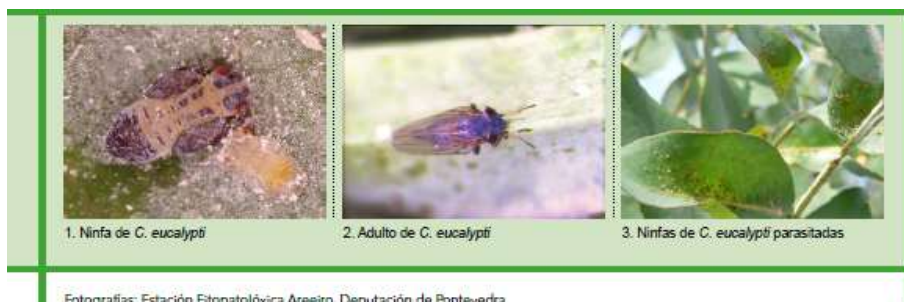 1. Ninfa de C. eucalypti
2. Adulto de C. eucalypti
3. Ninfas de C. eucalypti parasitadas
Fotografías: Estación Fitopatolóxica Areeiro. Deputación de Pontevedra